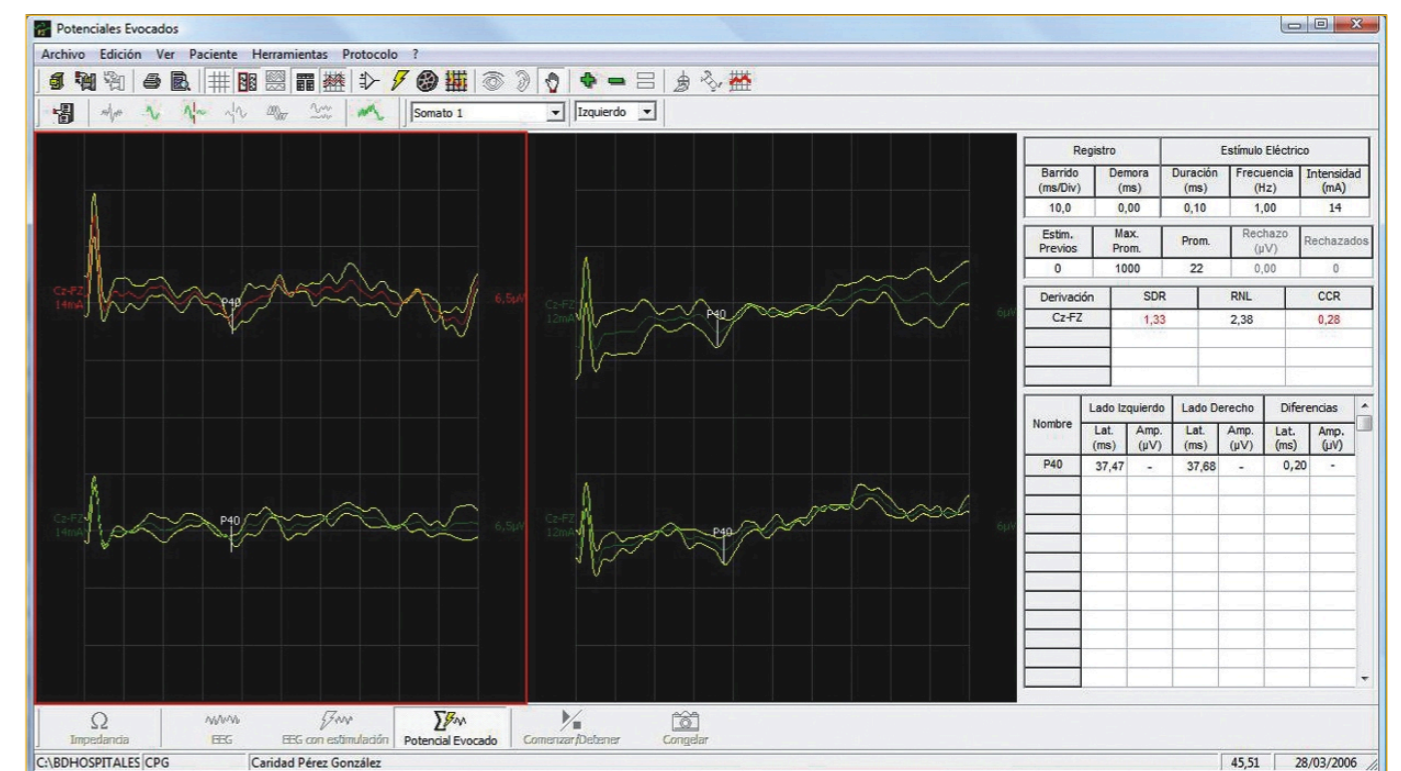 Potenciales Evocados
Archivo Edición Ver Paciente Herramientas Protocolo ?
Somato 1 Izquierdo
Cz-FZ
14mA
P40
6,5µV
Cz-FZ
12mA
P40
6µV
Cz-FZ
14mA
P40
6,5µV
Cz-FZ
12mA
P40
6µV
Registro Estímulo Eléctrico
Barrido (ms/Div) Demora (ms) Duración (ms) Frecuencia (Hz) Intensidad (mA)
10,0 0,00 0,10 1,00 14
Estim. Previos Max. Prom. Prom. Rechazo (µV) Rechazados
0 1000 22 0,00 0
Derivación SDR RNL CCR
Cz-FZ 1,33 2,38 0,28
Nombre Lado Izquierdo Lado Derecho Diferencias
Lat. (ms) Amp. (µV) Lat. (ms) Amp. (µV) Lat. (ms) Amp. (µV)
P40 37,47 - 37,68 - 0,20 -
Impedancia EEG EEG con estimulación Potencial Evocado Comenzar/Detener Congelar
C:\BDHOSPITALES CPG Caridad Pérez González 45,51 28/03/2006